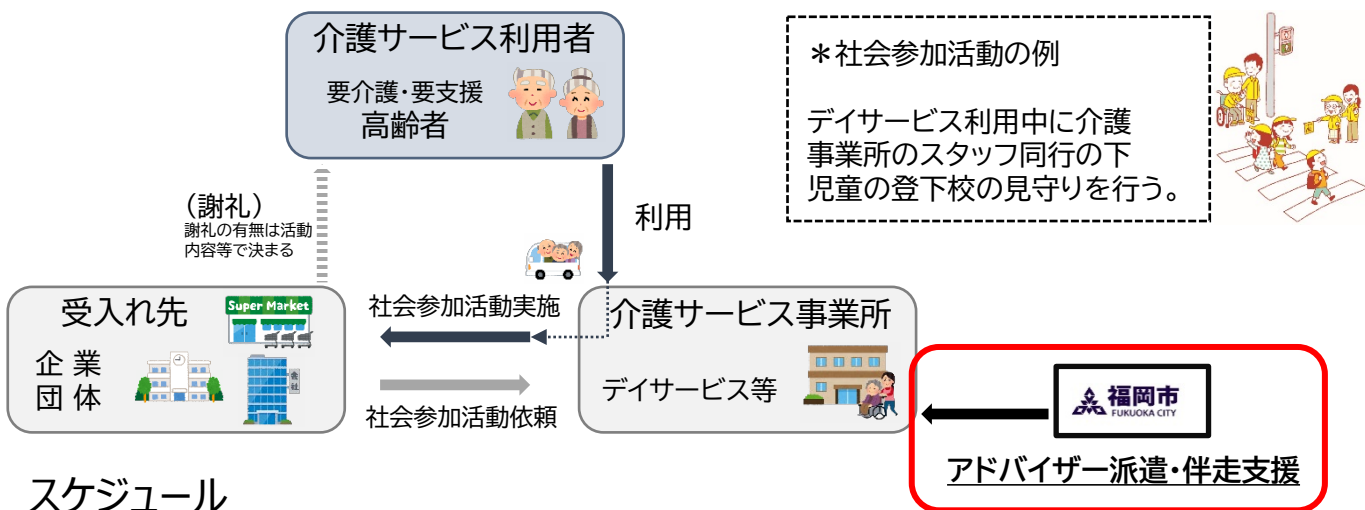 介護サービス利用者
要介護・要支援
高齢者
＊社会参加活動の例
デイサービス利用中に介護
事業所のスタッフ同行の下
児童の登下校の見守りを行う。
（謝礼）
謝礼の有無は活動
内容等で決まる
利用
受入れ先
Super Market
企業
団体
会社
社会参加活動実施
社会参加活動依頼
介護サービス事業所
デイサービス等
福岡市
FUKUOKA CITY
アドバイザー派遣・伴走支援
スケジュール